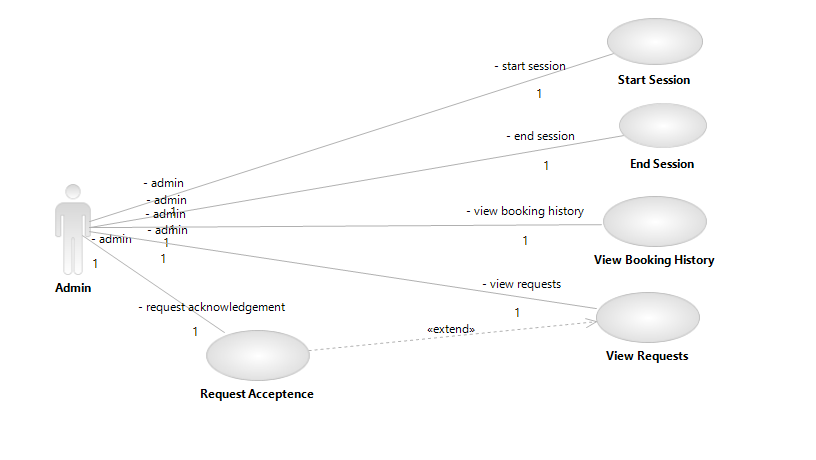 - start session
1
Start Session
- end session
1
End Session
- admin
- admin
1
- admin
- admin
1
1
- admin
1
Admin
- view booking history
1
View Booking History
- view requests
1
View Requests
- request acknowledgement
1
«extend»
Request Acceptence